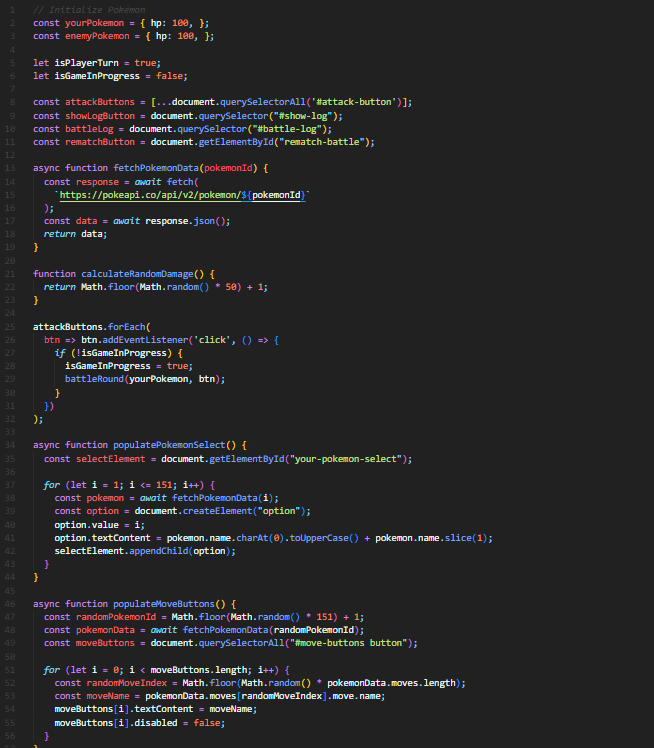 1 // Initialize Pokémon
2 const yourPokemon = { hp: 100, };
3 const enemyPokemon = { hp: 100, };
4
5 let isPlayerTurn = true;
6 let isGameInProgress = false;
7
8 const attackButtons = [...document.querySelectorAll('#attack-button')];
9 const showLogButton = document.querySelector("#show-log");
10 const battleLog = document.querySelector("#battle-log");
11 const rematchButton = document.getElementById("rematch-battle");
12
13 async function fetchPokemonData(pokemonId) {
14 const response = await fetch(
15 `https://pokeapi.co/api/v2/pokemon/${pokemonId}`
16 );
17 const data = await response.json();
18 return data;
19 }
20
21 function calculateRandomDamage() {
22 return Math.floor(Math.random() * 50) + 1;
23 }
24
25 attackButtons.forEach(
26 btn => btn.addEventListener('click', () => {
27 if (!isGameInProgress) {
28 isGameInProgress = true;
29 battleRound(yourPokemon, btn);
30 }
31 })
32 );
33
34 async function populatePokemonSelect() {
35 const selectElement = document.getElementById("your-pokemon-select");
36
37 for (let i = 1; i <= 151; i++) {
38 const pokemon = await fetchPokemonData(i);
39 const option = document.createElement("option");
40 option.value = i;
41 option.textContent = pokemon.name.charAt(0).toUpperCase() + pokemon.name.slice(1);
42 selectElement.appendChild(option);
43 }
44 }
45
46 async function populateMoveButtons() {
47 const randomPokemonId = Math.floor(Math.random() * 151) + 1;
48 const pokemonData = await fetchPokemonData(randomPokemonId);
49 const moveButtons = document.querySelectorAll("#move-buttons button");
50
51 for (let i = 0; i < moveButtons.length; i++) {
52 const randomMoveIndex = Math.floor(Math.random() * pokemonData.moves.length);
53 const moveName = pokemonData.moves[randomMoveIndex].move.name;
54 moveButtons[i].textContent = moveName;
55 moveButtons[i].disabled = false;
56 }